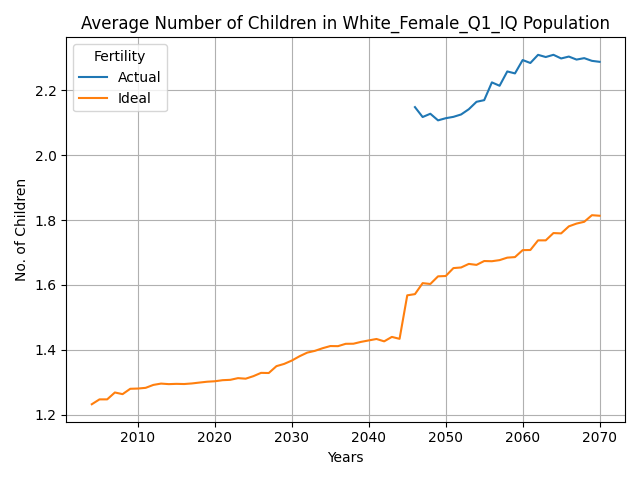 Average Number of Children in White_Female_Q1_IQ Population
Fertility
Actual
Ideal
No. of Children
2.2
2.0
1.8
1.6
1.4
1.2
2010 2020 2030 2040 2050 2060 2070
Years